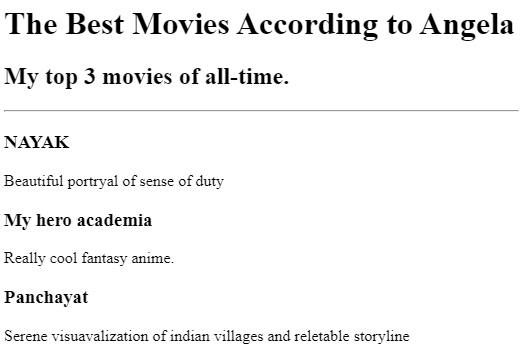 The Best Movies According to Angela
My top 3 movies of all-time.
NAYAK
Beautiful portryal of sense of duty
My hero academia
Really cool fantasy anime.
Panchayat
Serene visuavalization of indian villages and reletable storyline